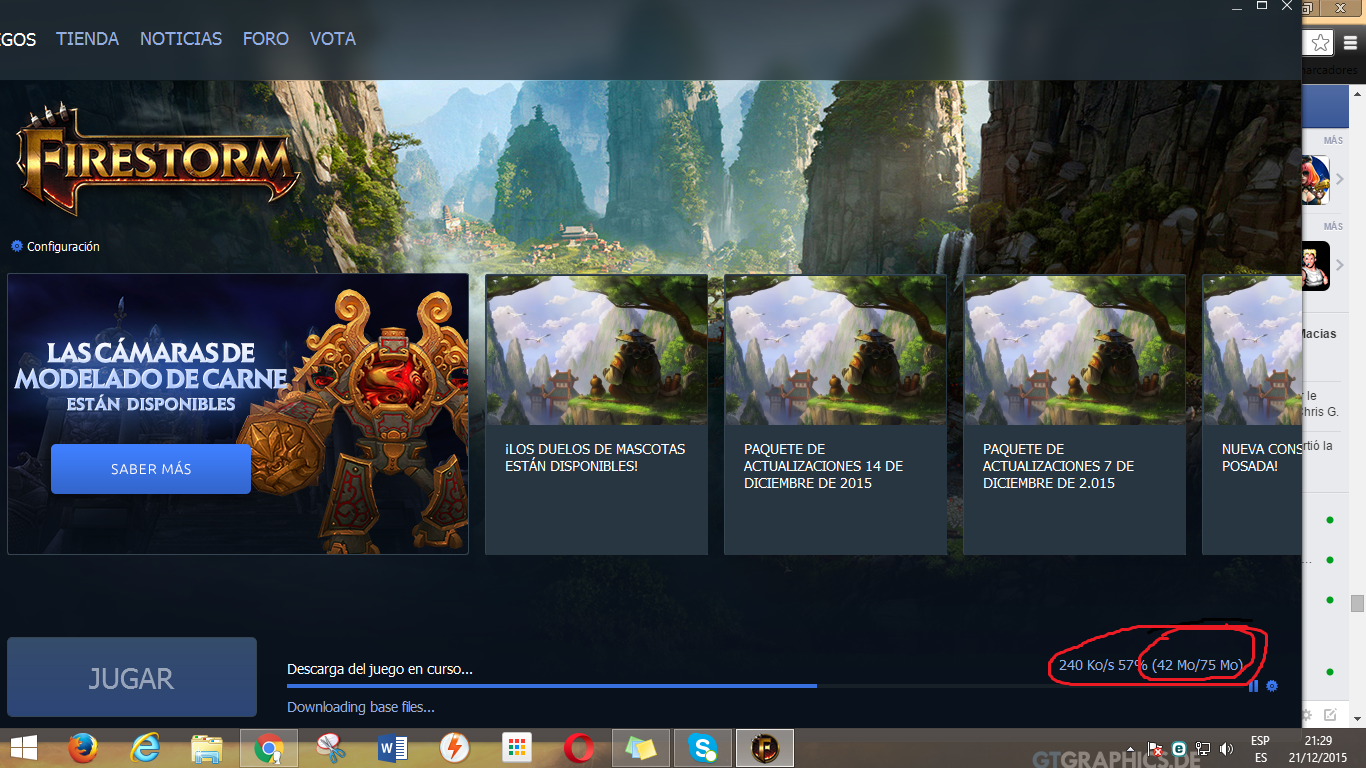 EGOS TIENDA NOTICIAS FORO VOTA
arcadores
MÁS
FIRESTORM
MÁS
Configuración
LAS CÁMARAS DE
MODELADO DE CARNE
ESTÁN DISPONIBLES
SABER MÁS
¡LOS DUELOS DE MASCOTAS
ESTÁN DISPONIBLES!
PAQUETE DE
ACTUALIZACIONES 14 DE
DICIEMBRE DE 2015
PAQUETE DE
ACTUALIZACIONES 7 DE
DICIEMBRE DE 2.015
NUEVA CONS
POSADA!
Macias
r le
Chris G.
rtió la
JUGAR
Descarga del juego en curso...
240 Ko/s 57% (42 Mo/75 Mo)
Downloading base files...
GTGRAPHICS.DE
ESP
ES
21:29
21/12/2015